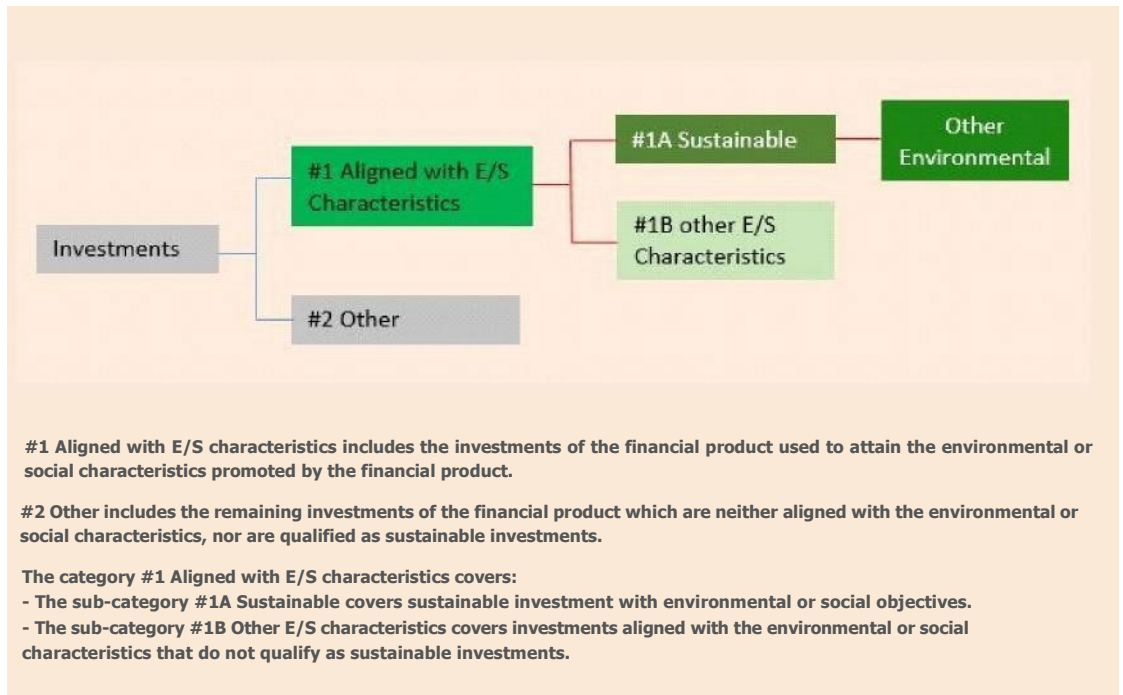 Investments
#1 Aligned with E/S
Characteristics
#2 Other
#1A Sustainable
#1B other E/S
Characteristics
Other
Environmental
#1 Aligned with E/S characteristics includes the investments of the financial product used to attain the environmental or
social characteristics promoted by the financial product.
#2 Other includes the remaining investments of the financial product which are neither aligned with the environmental or
social characteristics, nor are qualified as sustainable investments.
The category #1 Aligned with E/S characteristics covers:
- The sub-category #1A Sustainable covers sustainable investment with environmental or social objectives.
- The sub-category #1B Other E/S characteristics covers investments aligned with the environmental or social
characteristics that do not qualify as sustainable investments.